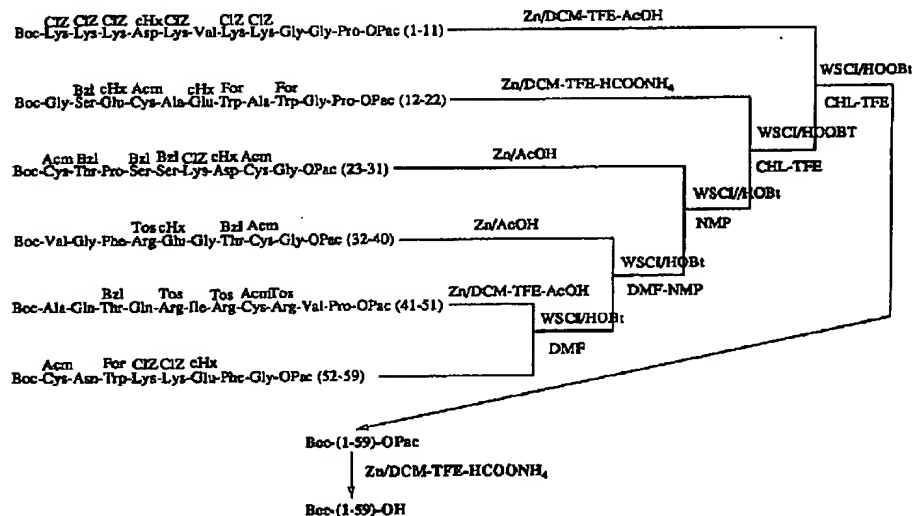 ClZ ClZ ClZ cHx ClZ ClZ ClZ
Boc-Lys-Lys-Lys-Asp-Lys-Val-Lys-Lys-Gly-Gly-Pro-OPac (1-11)
Zn/DCM-TFE-AcOH
WSCI/HOOBt
CHL-TFE
Bzl cHx Acm cHx For For
Boc-Gly-Ser-Glu-Cys-Ala-Glu-Trp-Ala-Trp-Gly-Pro-OPac (12-22)
Zn/DCM-TFE-HCOONH4
WSCI/HOOBT
CHL-TFE
Acm Bzl Bzl Bzl ClZ cHx Acm
Boc-Cys-Thr-Pro-Ser-Ser-Lys-Asp-Cys-Gly-OPac (23-31)
Zn/AcOH
WSCI//HOBt
NMP
Tos cHx Bzl Acm
Boc-Val-Gly-Phe-Arg-Glu-Gly-Thr-Cys-Gly-OPac (32-40)
Zn/AcOH
WSCI/HOBt
DMF-NMP
Bzl Tos Tos Acm Tos
Boc-Ala-Gln-Thr-Gln-Arg-Ile-Arg-Cys-Arg-Val-Pro-OPac (41-51)
Zn/DCM-TFE-AcOH
WSCI/HOBt
DMF
Acm For ClZ ClZ cHx
Boc-Cys-Asn-Trp-Lys-Lys-Glu-Phe-Gly-OPac (52-59)
Boc-(1-59)-OPac
Zn/DCM-TFE-HCOONH4
Boc-(1-59)-OH